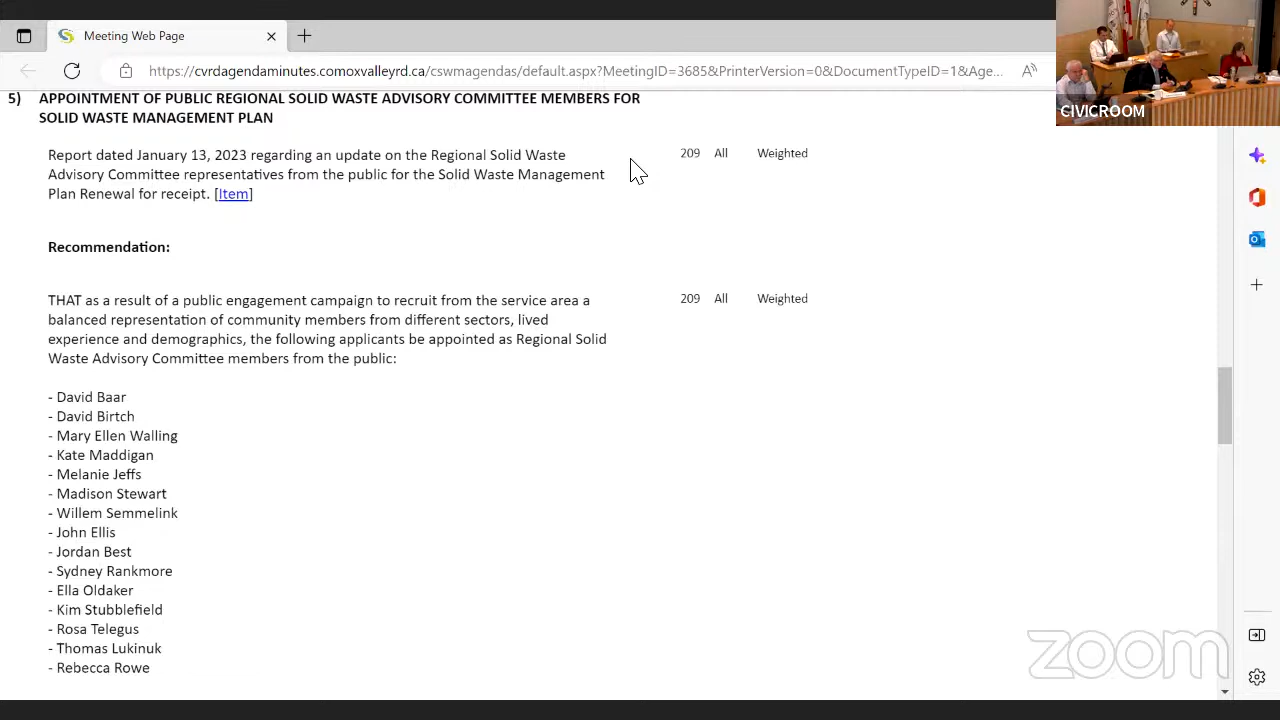 Meeting Web Page
https://cvrdagendaminutes.comoxvalleyrd.ca/cswmagendas/default.aspx?MeetingID=3685&PrinterVersion=0&DocumentTypeID=1&Age...
CIVICROOM
5) APPOINTMENT OF PUBLIC REGIONAL SOLID WASTE ADVISORY COMMITTEE MEMBERS FOR
SOLID WASTE MANAGEMENT PLAN
Report dated January 13, 2023 regarding an update on the Regional Solid Waste 209 All Weighted
Advisory Committee representatives from the public for the Solid Waste Management
Plan Renewal for receipt. [Item]
Recommendation:
THAT as a result of a public engagement campaign to recruit from the service area a 209 All Weighted
balanced representation of community members from different sectors, lived
experience and demographics, the following applicants be appointed as Regional Solid
Waste Advisory Committee members from the public:
- David Baar
- David Birtch
- Mary Ellen Walling
- Kate Maddigan
- Melanie Jeffs
- Madison Stewart
- Willem Semmelink
- John Ellis
- Jordan Best
- Sydney Rankmore
- Ella Oldaker
- Kim Stubblefield
- Rosa Telegus
- Thomas Lukinuk
- Rebecca Rowe
zoom